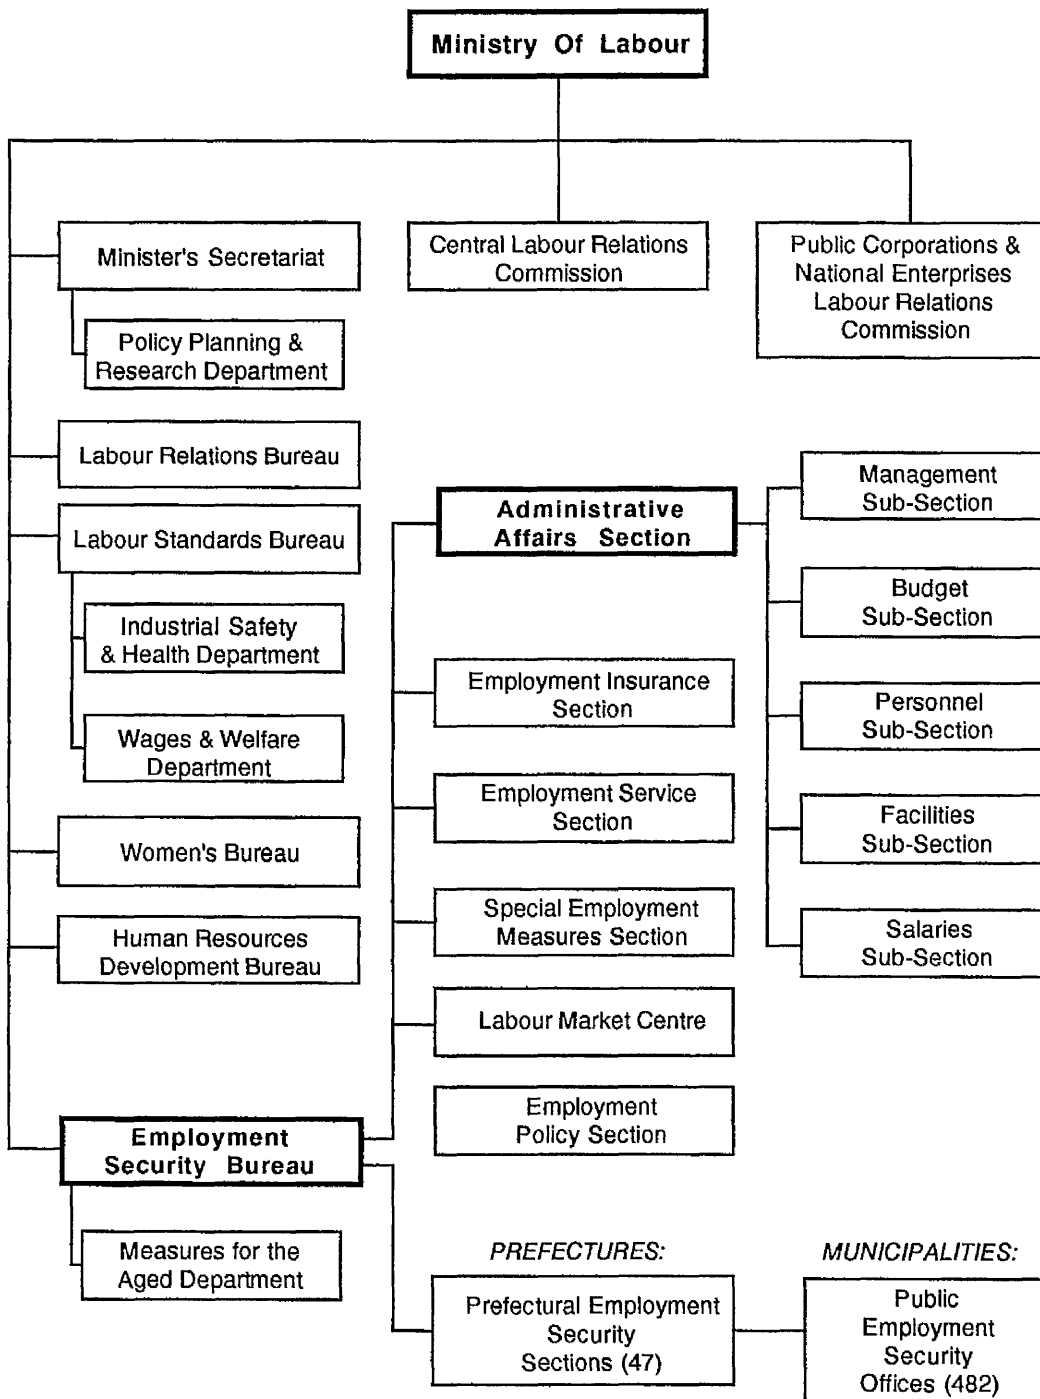 Ministry Of Labour
Minister's Secretariat
Policy Planning &
Research Department
Labour Relations Bureau
Labour Standards Bureau
Industrial Safety
& Health Department
Wages & Welfare
Department
Women's Bureau
Human Resources
Development Bureau
Employment
Security Bureau
Measures for the
Aged Department
Central Labour Relations
Commission
Public Corporations &
National Enterprises
Labour Relations
Commission
Administrative
Affairs Section
Employment Insurance
Section
Employment Service
Section
Special Employment
Measures Section
Labour Market Centre
Employment
Policy Section
Management
Sub-Section
Budget
Sub-Section
Personnel
Sub-Section
Facilities
Sub-Section
Salaries
Sub-Section
PREFECTURES:
Prefectural Employment
Security
Sections (47)
MUNICIPALITIES:
Public
Employment
Security
Offices (482)